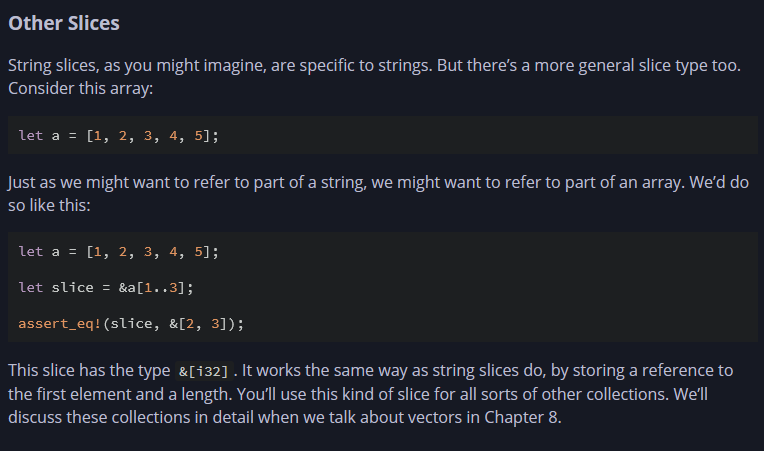 Other Slices
String slices, as you might imagine, are specific to strings. But there’s a more general slice type too.
Consider this array:
let a = [1, 2, 3, 4, 5];
Just as we might want to refer to part of a string, we might want to refer to part of an array. We’d do
so like this:
let a = [1, 2, 3, 4, 5];
let slice = &a[1..3];
assert_eq!(slice, &[2, 3]);
This slice has the type &[i32]. It works the same way as string slices do, by storing a reference to
the first element and a length. You’ll use this kind of slice for all sorts of other collections. We’ll
discuss these collections in detail when we talk about vectors in Chapter 8.